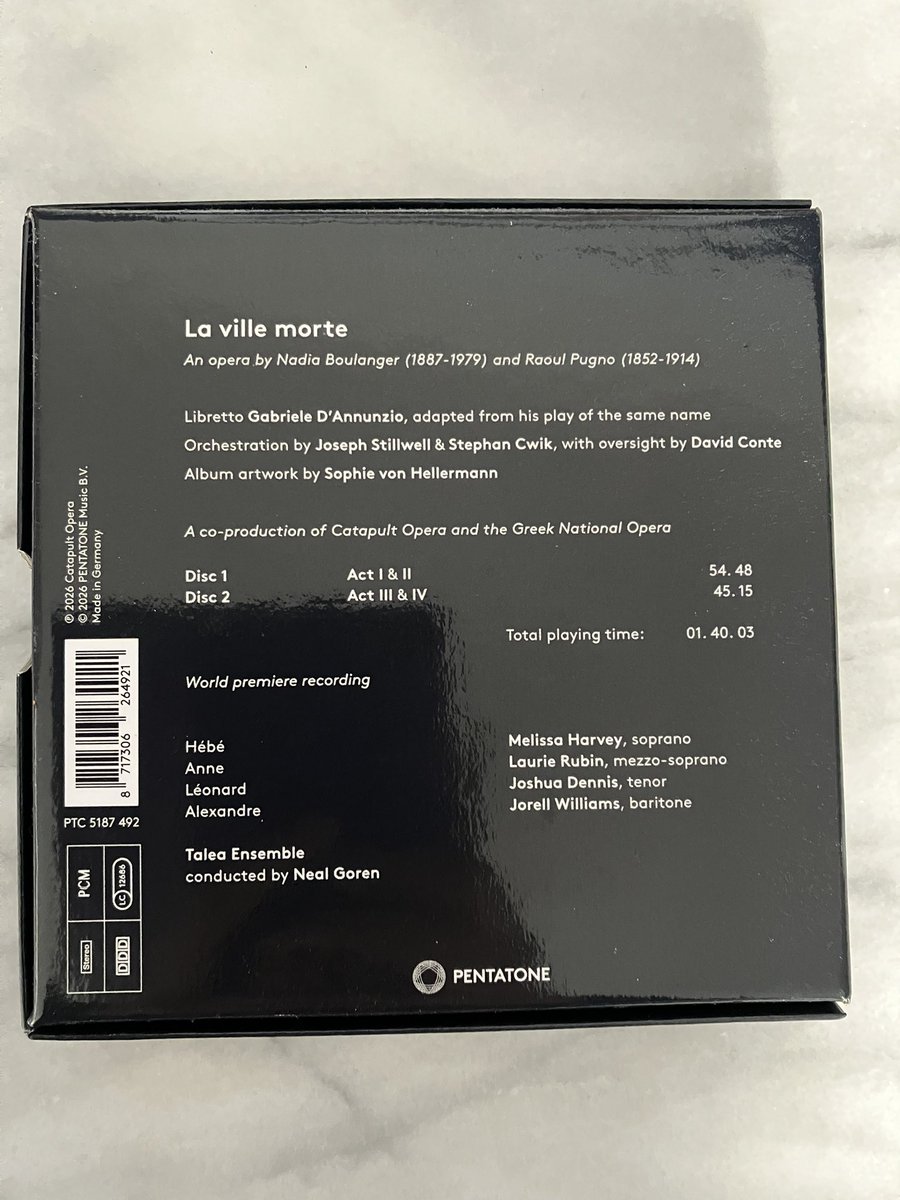 La ville morte
An opera by Nadia Boulanger (1887-1979) and Raoul Pugno (1852-1914)
Libretto Gabriele D'Annunzio, adapted from his play of the same name
Orchestration by Joseph Stillwell & Stephan Cwik, with oversight by David Conte
Album artwork by Sophie von Hellermann
A co-production of Catapult Opera and the Greek National Opera
Disc 1 Act I & II 54. 48
Disc 2 Act III & IV 45. 15
Total playing time: 01. 40. 03
World premiere recording
Hébé Melissa Harvey, soprano
Anne Laurie Rubin, mezzo-soprano
Léonard Joshua Dennis, tenor
Alexandre Jorell Williams, baritone
Talea Ensemble
conducted by Neal Goren
PENTATONE
℗ 2026 Catapult Opera
© 2026 PENTATONE Music B.V.
Made in Germany
8 717306 264921
PTC 5187 492
PCM
LC 12686
Stereo
DDD